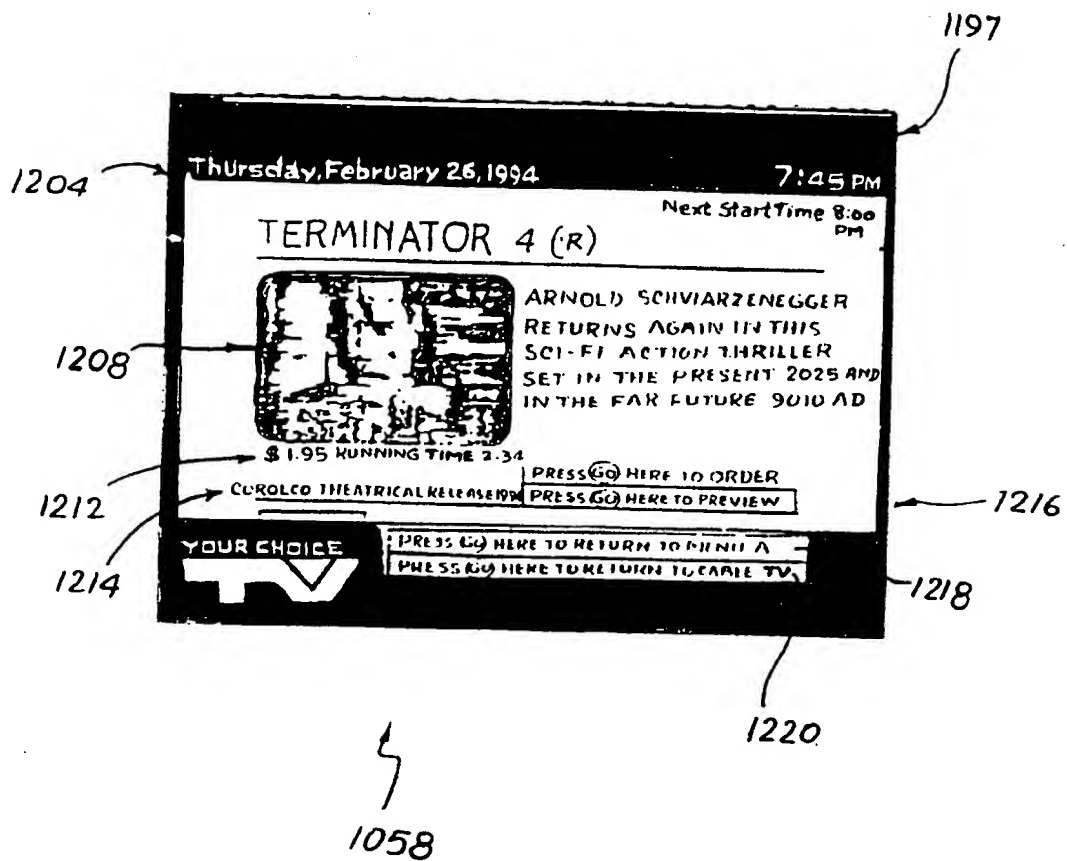 1197
Thursday, February 26, 1994 7:45 PM
1204
Next Start Time 8:00
PM
TERMINATOR 4 (R)
ARNOLD SCHVIARZENEGGER
RETURNS AGAIN IN THIS
SCI-FI ACTION THRILLER
SET IN THE PRESENT 2025 AND
IN THE FAR FUTURE 9010 AD
1208
$1.95 RUNNING TIME 2.34
PRESS GO HERE TO ORDER
COROLCO THEATRICAL RELEASE
PRESS GO HERE TO PREVIEW
1212
1216
1214
YOUR CHOICE
TV
PRESS GO HERE TO RETURN TO MENU A
PRESS GO HERE TO RETURN TO CABLE TV
1218
1220
1058